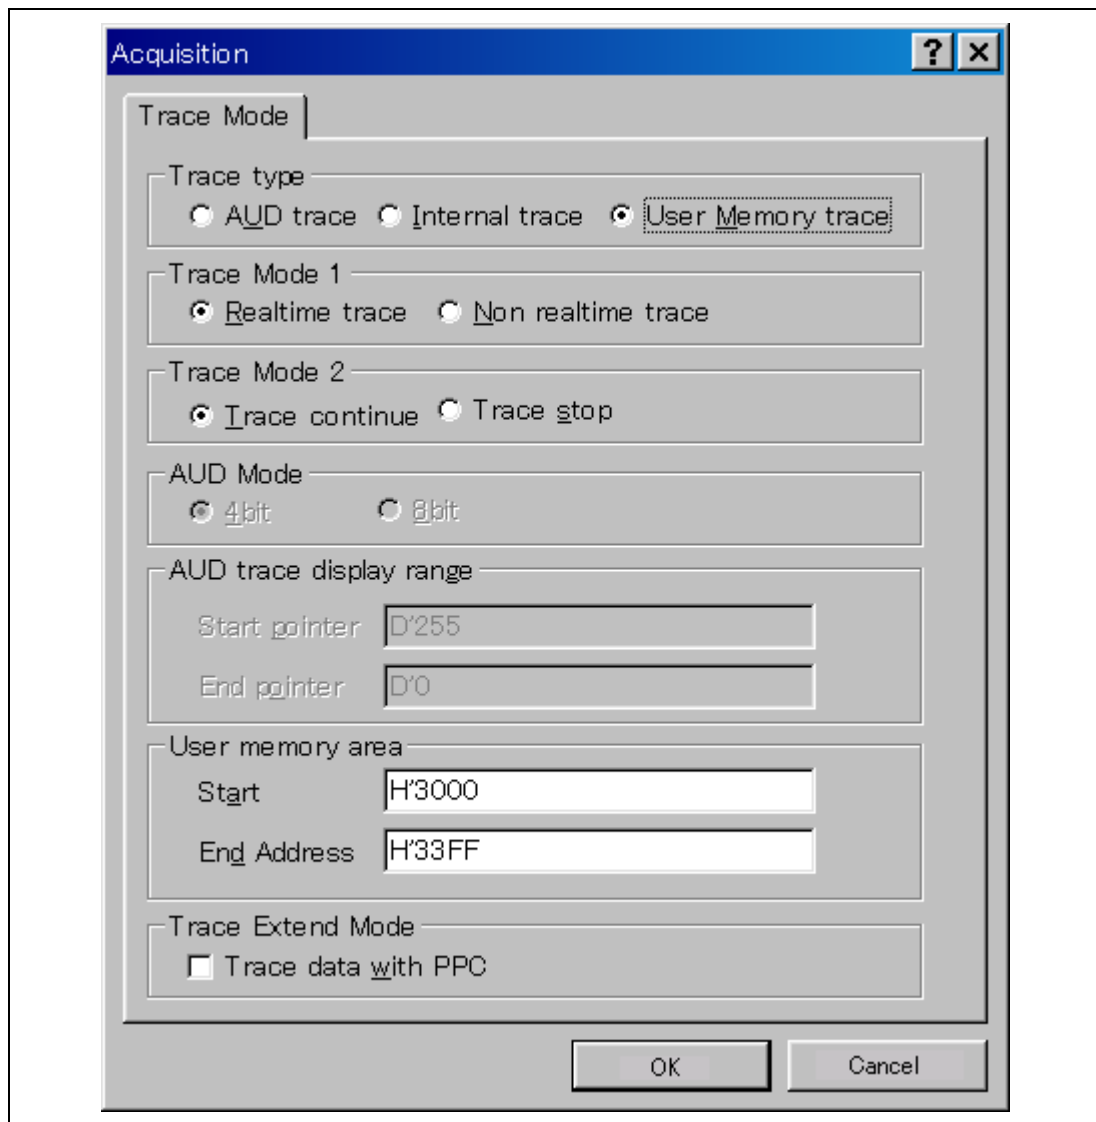 Acquisition
Trace Mode
Trace type
AUD trace Internal trace User Memory trace
Trace Mode 1
Realtime trace Non realtime trace
Trace Mode 2
Trace continue Trace stop
AUD Mode
4bit 8bit
AUD trace display range
Start pointer D'255
End pointer D'0
User memory area
Start H'3000
End Address H'33FF
Trace Extend Mode
Trace data with PPC
OK Cancel